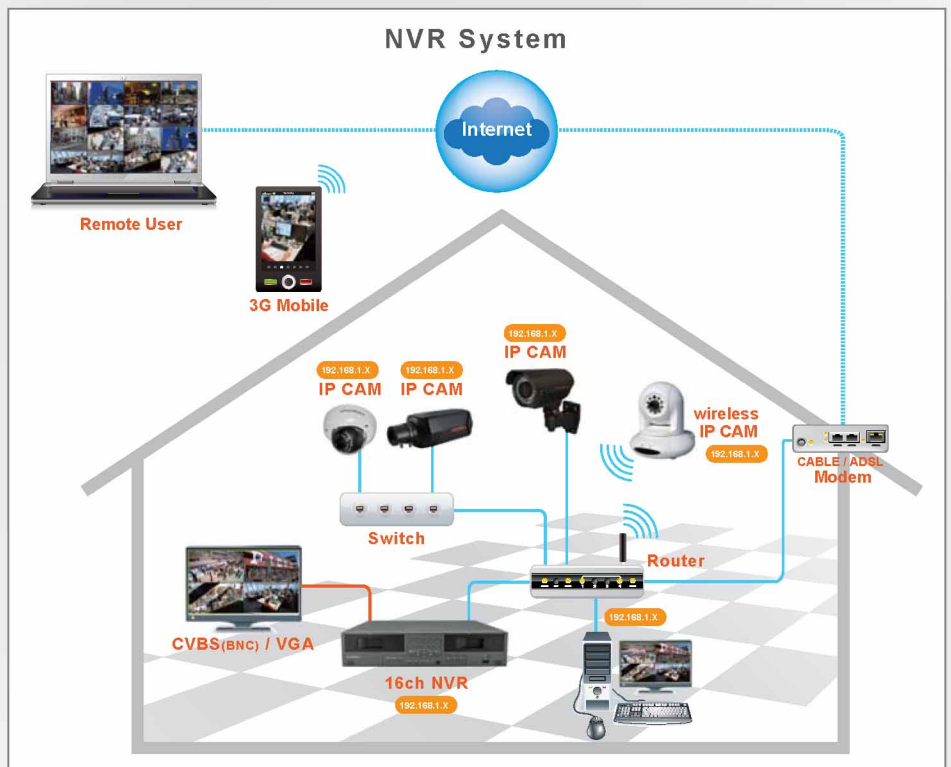 NVR System
Internet
Remote User
3G Mobile
192.168.1.X
IP CAM
192.168.1.X
IP CAM
192.168.1.X
IP CAM
wireless
IP CAM
192.168.1.X
CABLE / ADSL
Modem
Switch
Router
CVBS(BNC) / VGA
16ch NVR
192.168.1.X
192.168.1.X